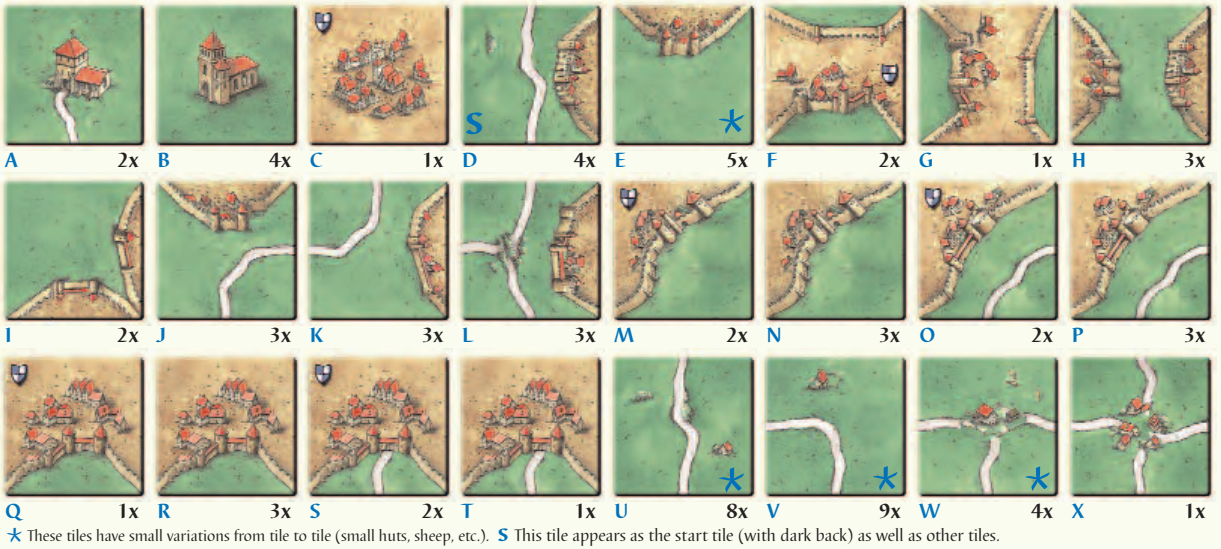 S
A 2x B 4x C 1x D 4x E 5x F 2x G 1x H 3x
I 2x J 3x K 3x L 3x M 2x N 3x O 2x P 3x
Q 1x R 3x S 2x T 1x U 8x V 9x W 4x X 1x
These tiles have small variations from tile to tile (small huts, sheep, etc.). S This tile appears as the start tile (with dark back) as well as other tiles.